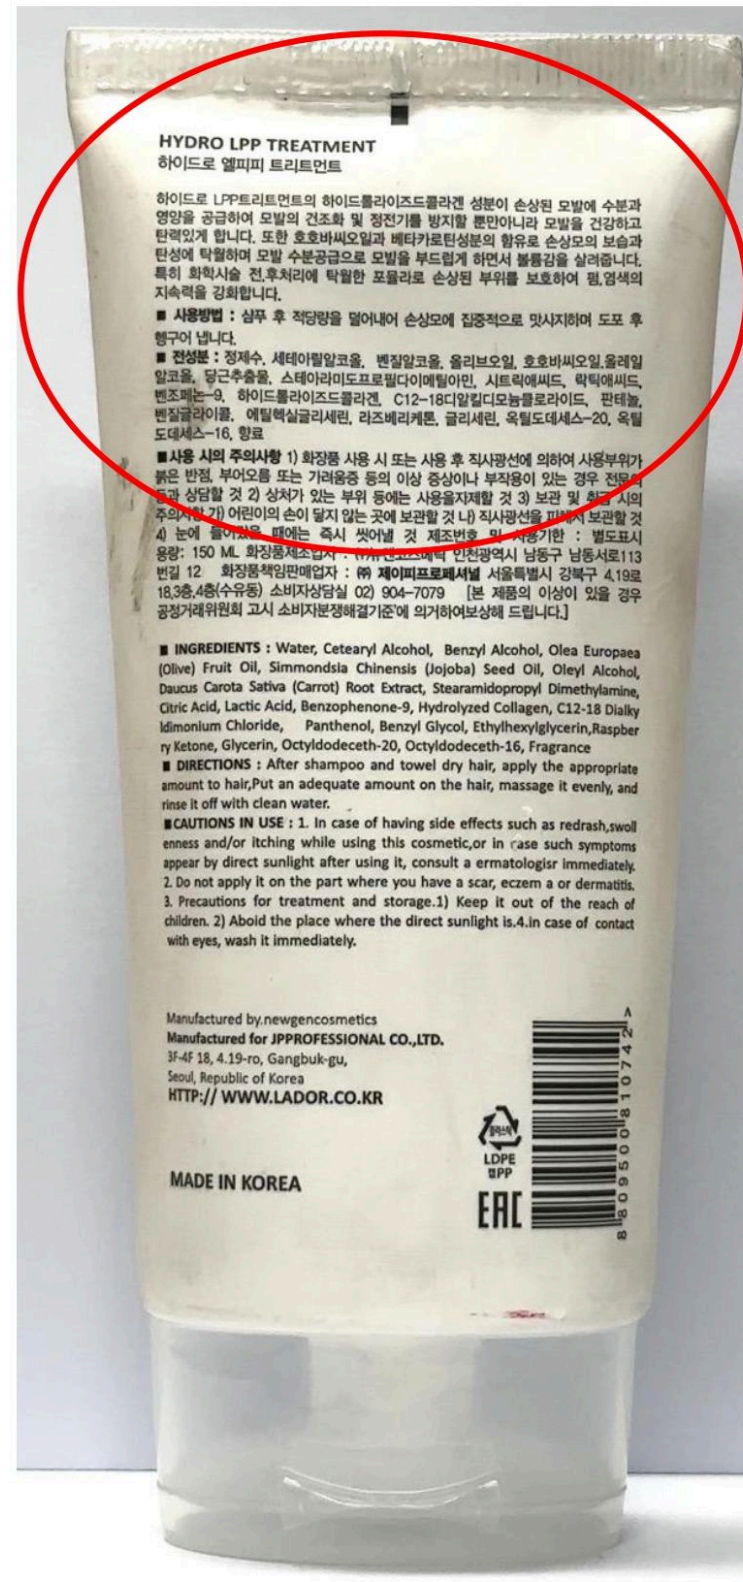 HYDRO LPP TREATMENT
하이드로 엘피피 트리트먼트
하이드로 LPP트리트먼트의 하이드롤라이즈드콜라겐 성분이 손상된 모발에 수분과
영양을 공급하여 모발의 건조화 및 정전기를 방지할 뿐만아니라 모발을 건강하고
탄력있게 합니다. 또한 호호바씨오일과 베타카로틴성분의 함유로 손상모의 보습과
탄성에 탁월하며 모발 수분공급으로 모발을 부드럽게 하면서 볼륨감을 살려줍니다.
특히 화학시술 전,후처리에 탁월한 포뮬라로 손상된 부위를 보호하여 펌,염색의
지속력을 강화합니다.
■ 사용방법 : 샴푸 후 적당량을 덜어내어 손상모에 집중적으로 맛사지하며 도포 후
헹구어 냅니다.
■ 전성분 : 정제수, 세테아릴알코올, 벤질알코올, 올리브오일, 호호바씨오일,올레일
알코올, 당근추출물, 스테아라미도프로필다이메틸아민, 시트릭애씨드, 락틱애씨드,
벤조페논-9, 하이드롤라이즈드콜라겐, C12-18디알킬디모늄클로라이드, 판테놀,
벤질글라이콜, 에틸헥실글리세린, 라즈베리케톤, 글리세린, 옥틸도데세스-20, 옥틸
도데세스-16, 향료
■사용 시의 주의사항 1) 화장품 사용 시 또는 사용 후 직사광선에 의하여 사용부위가
붉은 반점, 부어오름 또는 가려움증 등의 이상 증상이나 부작용이 있는 경우 전문의
등과 상담할 것 2) 상처가 있는 부위 등에는 사용을자제할 것 3) 보관 및 취급 시의
주의사항 가) 어린이의 손이 닿지 않는 곳에 보관할 것 나) 직사광선을 피해서 보관할 것
4) 눈에 들어갔을 때에는 즉시 씻어낼 것 제조번호 및 사용기한 : 별도표시
용량: 150 ML 화장품제조업자 : 인천광역시 남동구 남동서로113
번길 12 화장품책임판매업자 : ㈜ 제이피프로페셔널 서울특별시 강북구 4.19로
18,3층,4층(수유동) 소비자상담실 02) 904-7079 [본 제품의 이상이 있을 경우
공정거래위원회 고시 소비자분쟁해결기준'에 의거하여보상해 드립니다.]
■ INGREDIENTS : Water, Cetearyl Alcohol, Benzyl Alcohol, Olea Europaea
(Olive) Fruit Oil, Simmondsia Chinensis (Jojoba) Seed Oil, Oleyl Alcohol,
Daucus Carota Sativa (Carrot) Root Extract, Stearamidopropyl Dimethylamine,
Citric Acid, Lactic Acid, Benzophenone-9, Hydrolyzed Collagen, C12-18 Dialky
ldimonium Chloride, Panthenol, Benzyl Glycol, Ethylhexylglycerin,Raspber
ry Ketone, Glycerin, Octyldodeceth-20, Octyldodeceth-16, Fragrance
■ DIRECTIONS : After shampoo and towel dry hair, apply the appropriate
amount to hair,Put an adequate amount on the hair, massage it evenly, and
rinse it off with clean water.
■CAUTIONS IN USE : 1. In case of having side effects such as redrash,swoll
enness and/or itching while using this cosmetic,or in case such symptoms
appear by direct sunlight after using it, consult a ermatologisr immediately.
2. Do not apply it on the part where you have a scar, eczem a or dermatitis.
3. Precautions for treatment and storage.1) Keep it out of the reach of
children. 2) Aboid the place where the direct sunlight is.4.in case of contact
with eyes, wash it immediately.
Manufactured by.newgencosmetics
Manufactured for JPPROFESSIONAL CO.,LTD.
3F-4F 18, 4.19-ro, Gangbuk-gu,
Seoul, Republic of Korea
HTTP:// WWW.LADOR.CO.KR
MADE IN KOREA
플라스틱
LDPE
캡PP
EAC
8 809500 810742 >